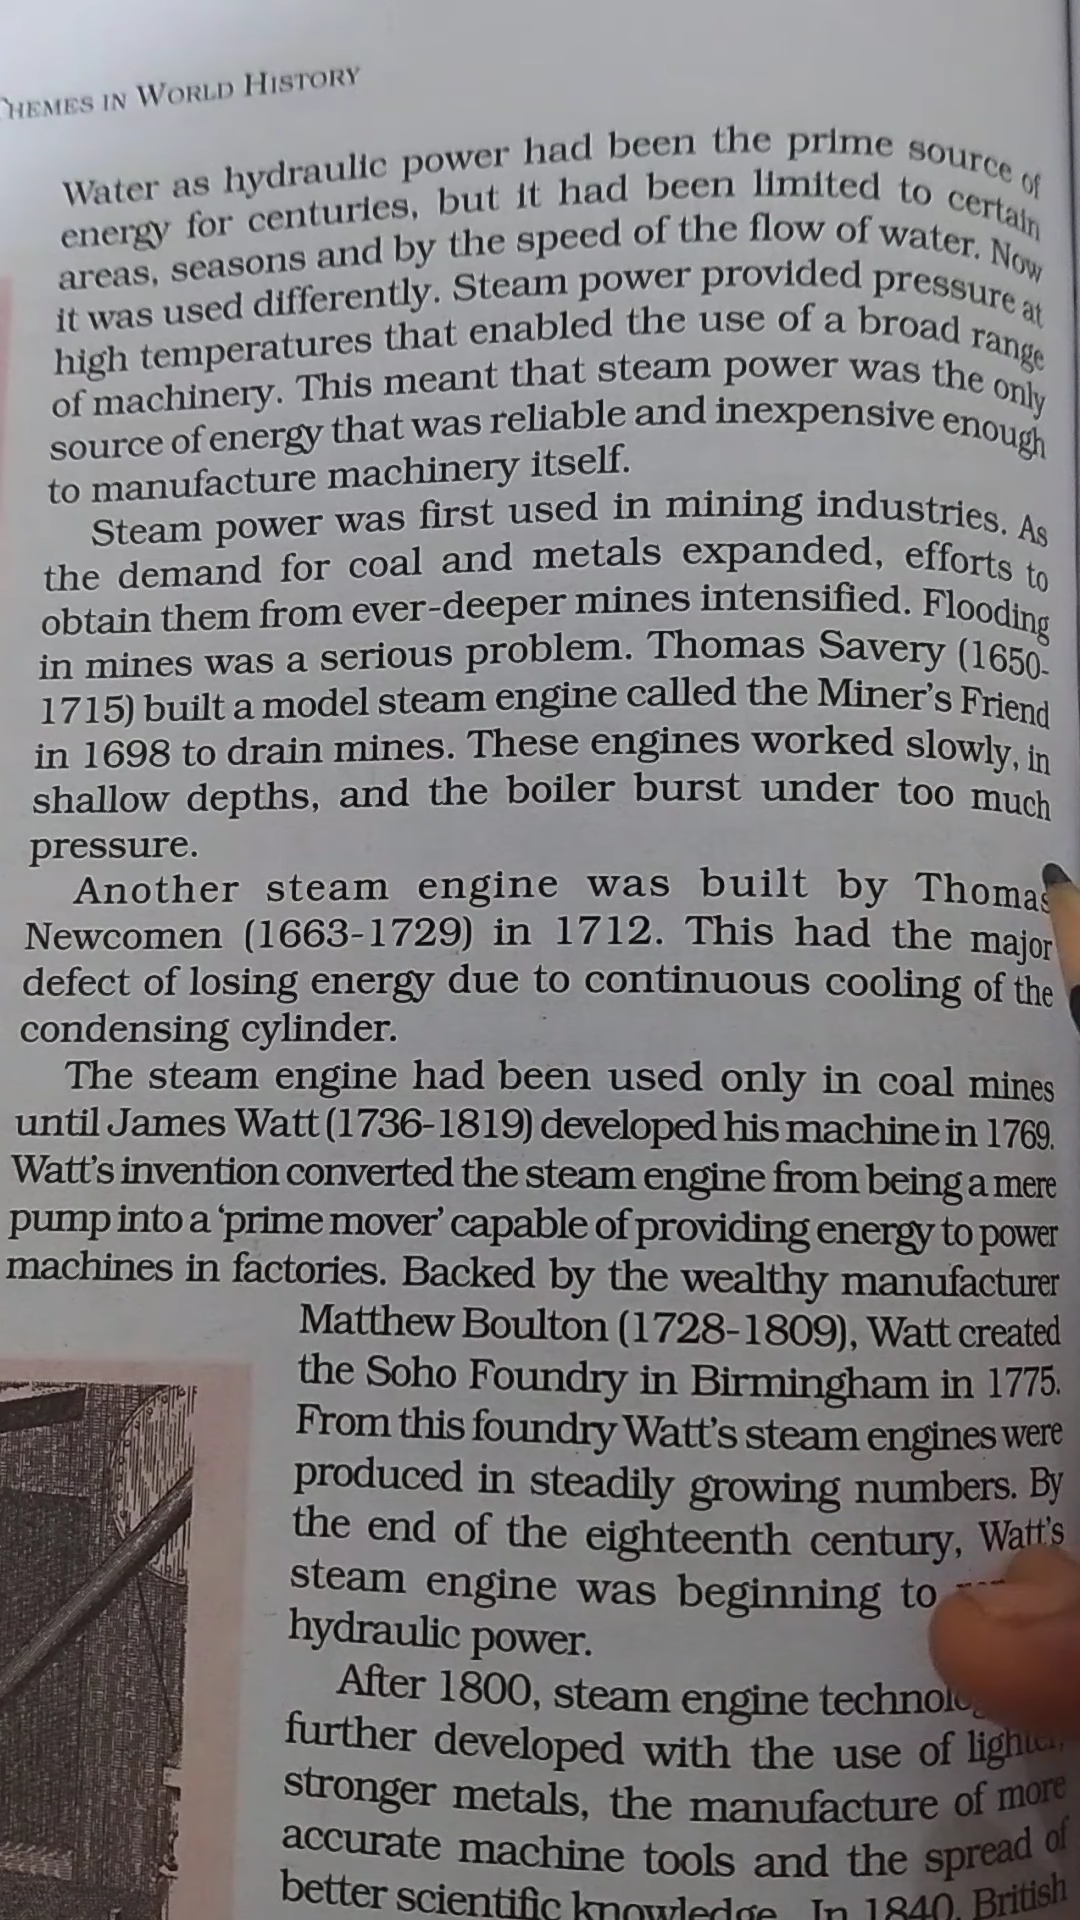 THEMES IN WORLD HISTORY
Water as hydraulic power had been the prime source of
energy for centuries, but it had been limited to certain
areas, seasons and by the speed of the flow of water. Now
it was used differently. Steam power provided pressure at
high temperatures that enabled the use of a broad range
of machinery. This meant that steam power was the only
source of energy that was reliable and inexpensive enough
to manufacture machinery itself.
Steam power was first used in mining industries. As
the demand for coal and metals expanded, efforts to
obtain them from ever-deeper mines intensified. Flooding
in mines was a serious problem. Thomas Savery (1650-
1715) built a model steam engine called the Miner's Friend
in 1698 to drain mines. These engines worked slowly, in
shallow depths, and the boiler burst under too much
pressure.
Another steam engine was built by Thomas
Newcomen (1663-1729) in 1712. This had the major
defect of losing energy due to continuous cooling of the
condensing cylinder.
The steam engine had been used only in coal mines
until James Watt (1736-1819) developed his machine in 1769.
Watt's invention converted the steam engine from being a mere
pump into a 'prime mover' capable of providing energy to power
machines in factories. Backed by the wealthy manufacturer
Matthew Boulton (1728-1809), Watt created
the Soho Foundry in Birmingham in 1775.
From this foundry Watt's steam engines were
produced in steadily growing numbers. By
the end of the eighteenth century, Watt's
steam engine was beginning to
hydraulic power.
After 1800, steam engine
further developed with the use of lighter,
stronger metals, the manufacture of more
accurate machine tools and the spread of
better scientific knowledge. In 1840, British